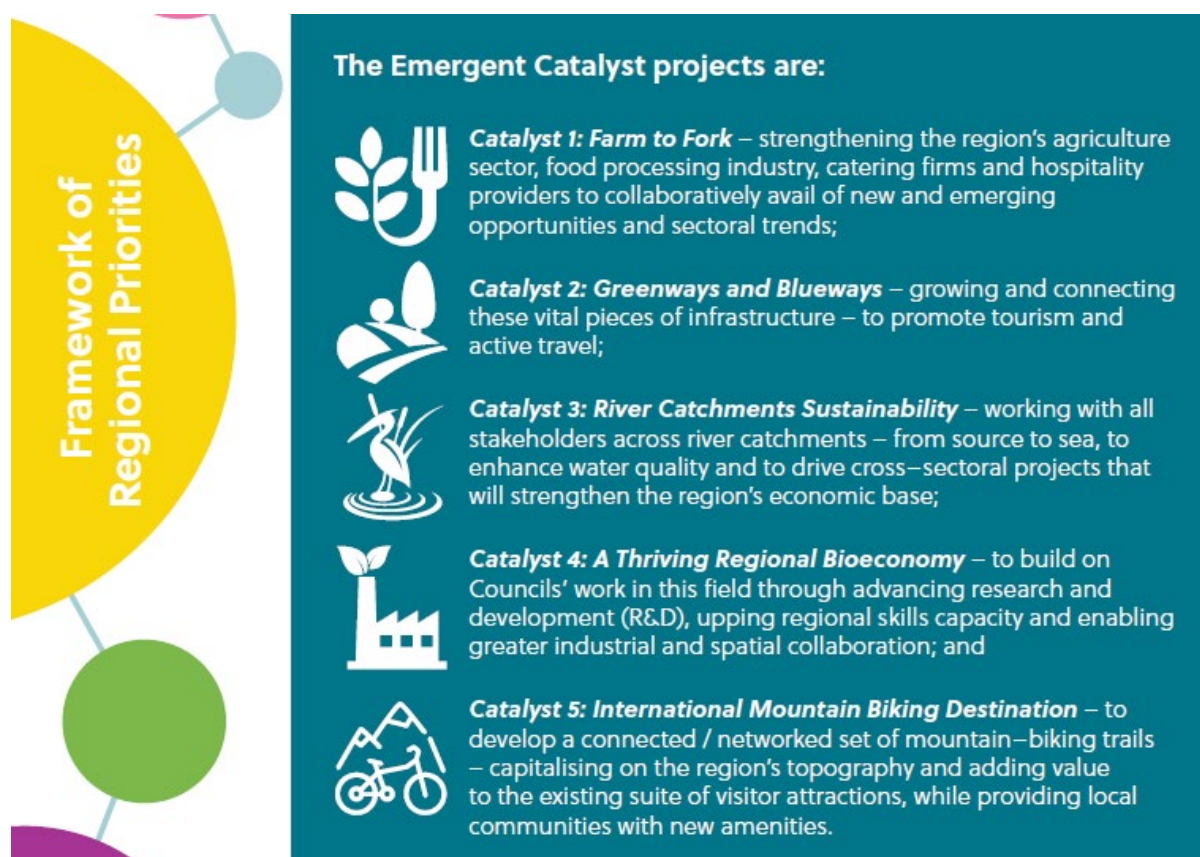 Framework of
Regional Priorities
The Emergent Catalyst projects are:
Catalyst 1: Farm to Fork – strengthening the region's agriculture
sector, food processing industry, catering firms and hospitality
providers to collaboratively avail of new and emerging
opportunities and sectoral trends;
Catalyst 2: Greenways and Blueways – growing and connecting
these vital pieces of infrastructure – to promote tourism and
active travel;
Catalyst 3: River Catchments Sustainability – working with all
stakeholders across river catchments – from source to sea, to
enhance water quality and to drive cross–sectoral projects that
will strengthen the region's economic base;
Catalyst 4: A Thriving Regional Bioeconomy – to build on
Councils' work in this field through advancing research and
development (R&D), upping regional skills capacity and enabling
greater industrial and spatial collaboration; and
Catalyst 5: International Mountain Biking Destination – to
develop a connected / networked set of mountain–biking trails
– capitalising on the region's topography and adding value
to the existing suite of visitor attractions, while providing local
communities with new amenities.